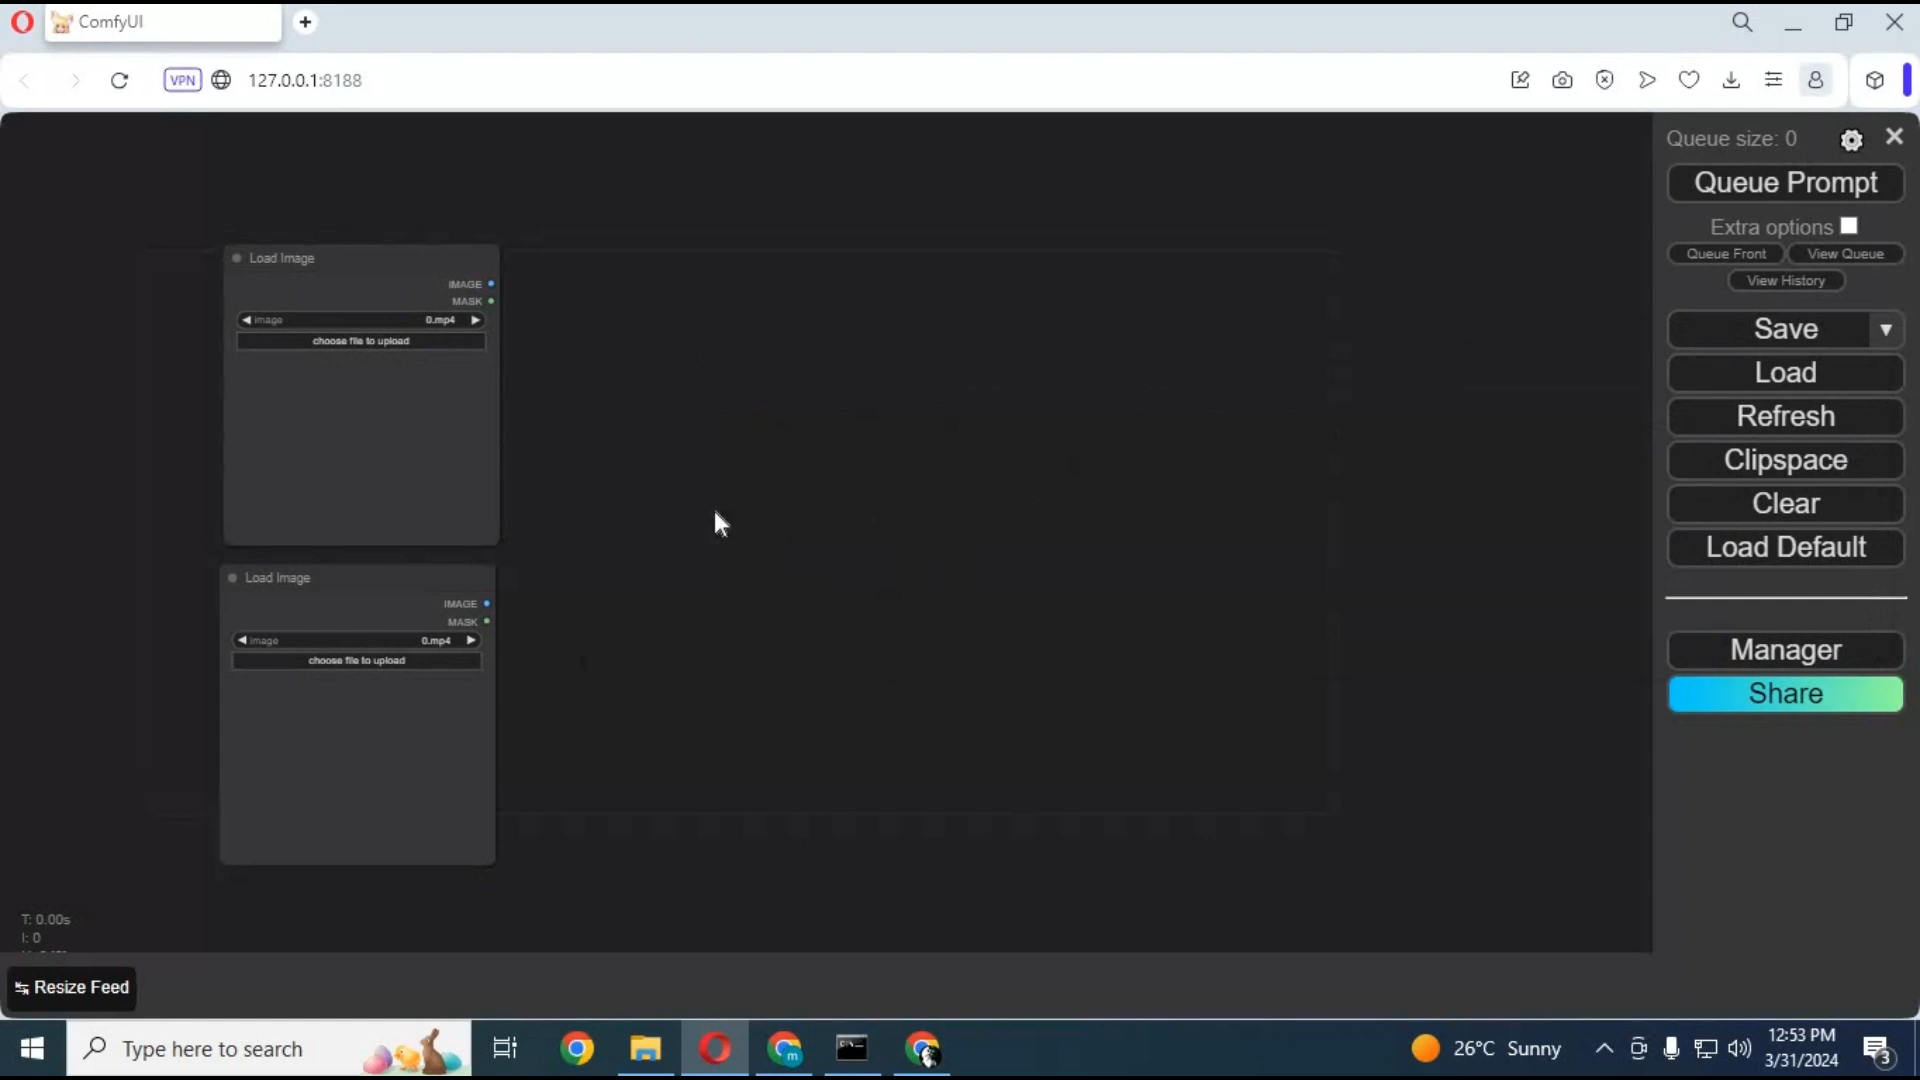 ComfyUI
VPN
127.0.0.1:8188
Queue size: 0
Queue Prompt
Extra options
Queue Front
View Queue
View History
Save
Load
Refresh
Clipspace
Clear
Load Default
Manager
Share
Load Image
IMAGE
MASK
image 0.mp4
choose file to upload
Load Image
IMAGE
MASK
image 0.mp4
choose file to upload
T: 0.00s
I: 0
Resize Feed
Type here to search
m
26°C Sunny
12:53 PM
3/31/2024
3